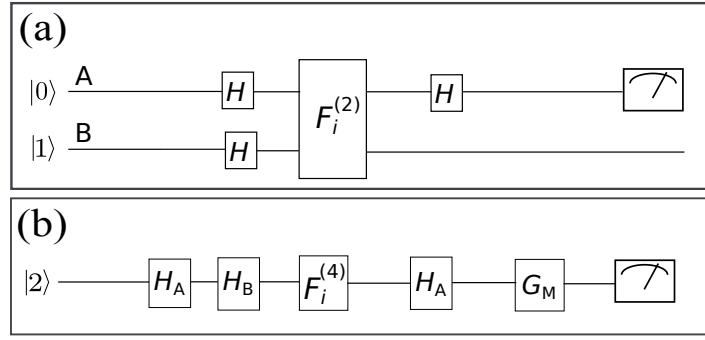 (a)
|0⟩ A H F_i^{(2)} H
|1⟩ B H
(b)
|2⟩ H_A H_B F_i^{(4)} H_A G_M